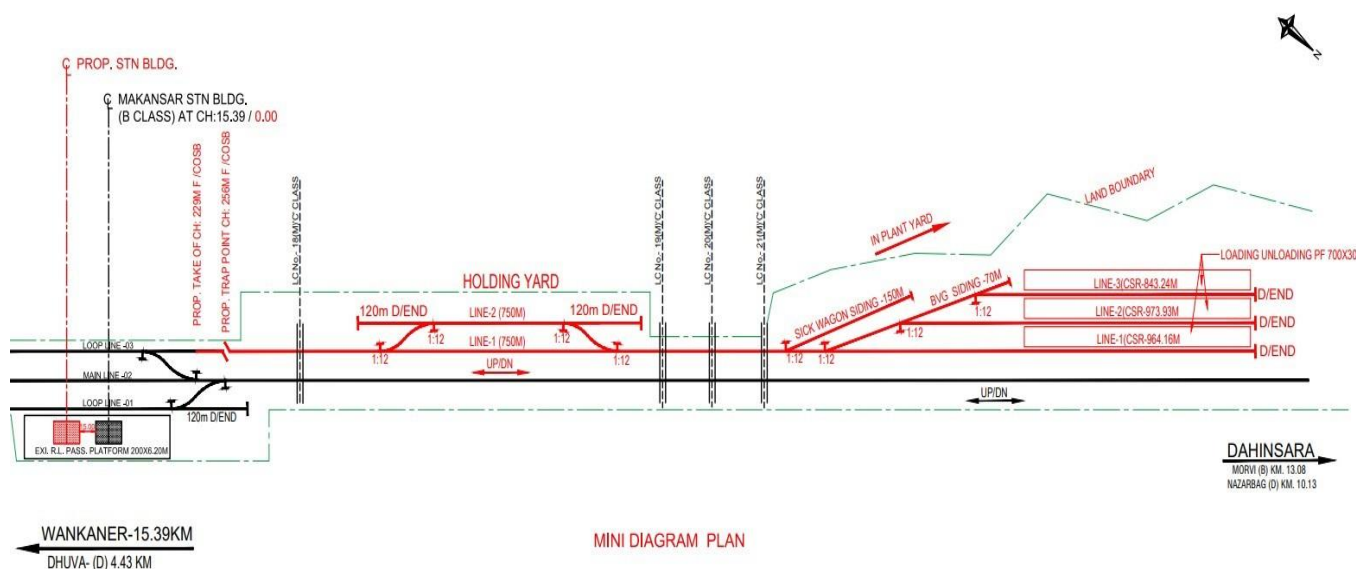 N
℄ PROP. STN BLDG.
℄ MAKANSAR STN BLDG.
(B CLASS) AT CH:15.39 / 0.00
PROP. TAKE OF CH: 229M F /COSB
PROP. TRAP POINT CH: 256M F /COSB
LC No.- 18(M)'C' CLASS
LC No.- 19(M)'C' CLASS
LC No.- 20(M)'C' CLASS
LC No.- 21(M)'C' CLASS
LAND BOUNDARY
IN PLANT YARD
LOADING UNLOADING PF 700X30
HOLDING YARD
SICK WAGON SIDING -150M
BVG SIDING -70M
LINE-3(CSR-843.24M
D/END
120m D/END
LINE-2 (750M)
120m D/END
1:12
1:12
1:12
LINE-2(CSR-973.93M
D/END
LOOP LINE -03
1:12
LINE-1 (750M)
1:12
1:12
1:12
LINE-1(CSR-964.16M
D/END
UP/DN
MAIN LINE -02
UP/DN
LOOP LINE -01
120m D/END
EXI. R.L. PASS. PLATFORM 200X6.20M
DAHINSARA
MORVI (B) KM. 13.08
NAZARBAG (D) KM. 10.13
WANKANER-15.39KM
DHUVA- (D) 4.43 KM
MINI DIAGRAM PLAN